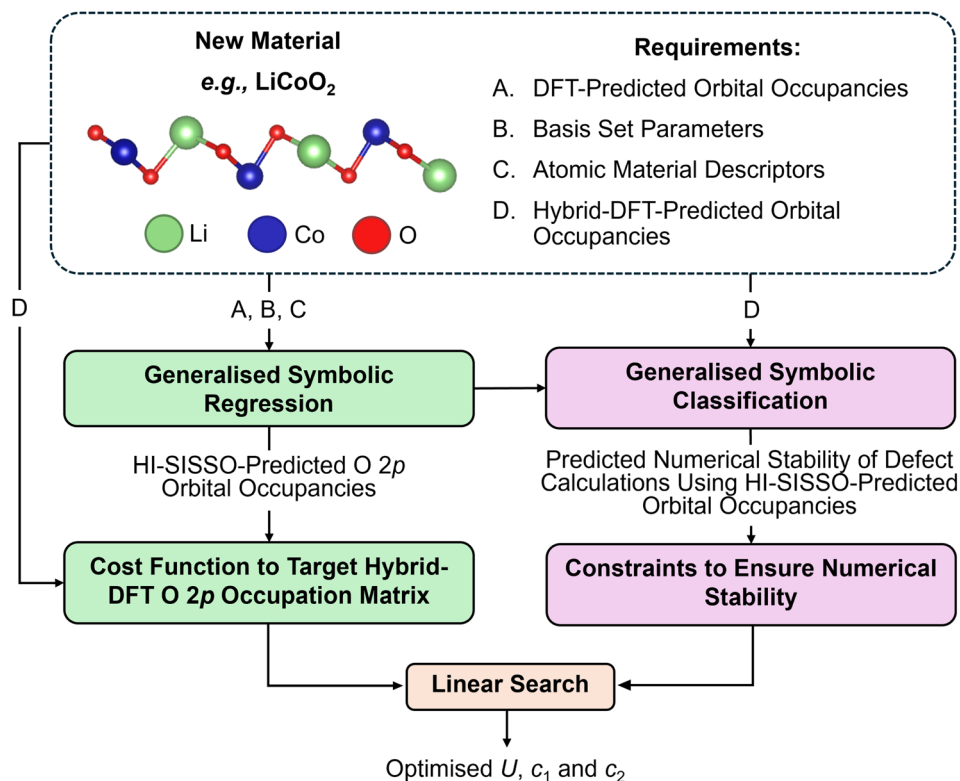 New Material
e.g., LiCoO₂
Li
Co
O
Requirements:
A. DFT-Predicted Orbital Occupancies
B. Basis Set Parameters
C. Atomic Material Descriptors
D. Hybrid-DFT-Predicted Orbital
Occupancies
D
A, B, C
D
Generalised Symbolic
Regression
Generalised Symbolic
Classification
HI-SISSO-Predicted O 2p
Orbital Occupancies
Predicted Numerical Stability of Defect
Calculations Using HI-SISSO-Predicted
Orbital Occupancies
Cost Function to Target Hybrid-
DFT O 2p Occupation Matrix
Constraints to Ensure Numerical
Stability
Linear Search
Optimised U, c₁ and c₂